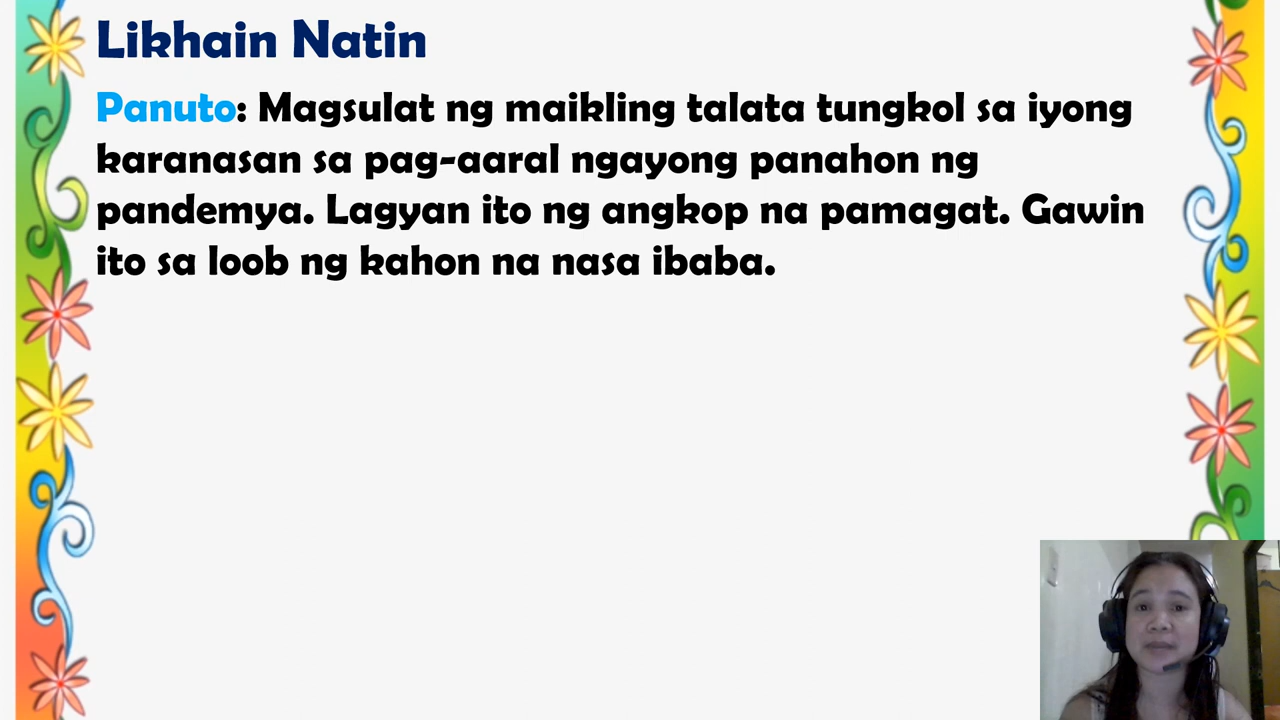 Likhain Natin
Panuto: Magsulat ng maikling talata tungkol sa iyong
karanasan sa pag-aaral ngayong panahon ng
pandemya. Lagyan ito ng angkop na pamagat. Gawin
ito sa loob ng kahon na nasa ibaba.